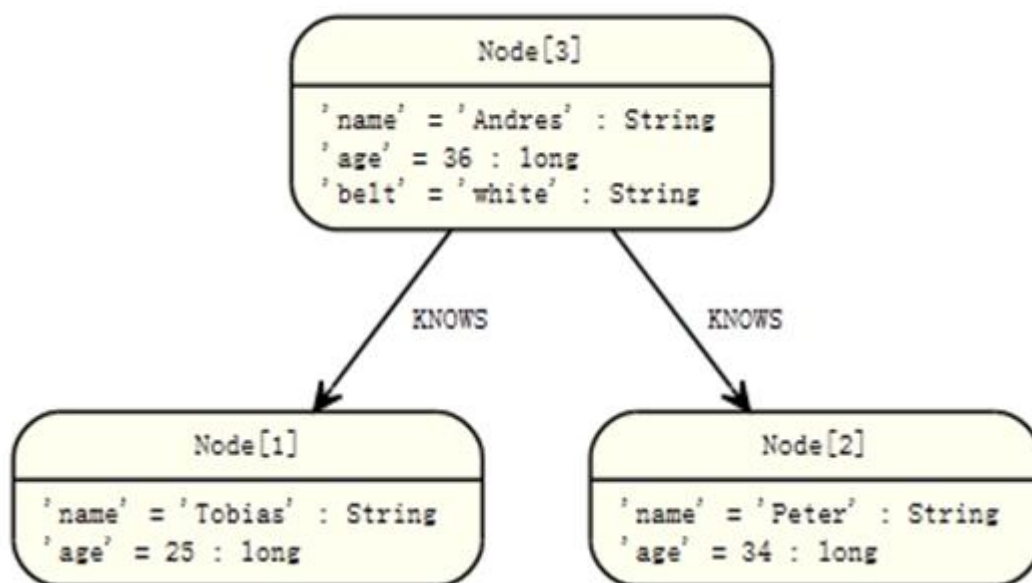 Node[3]
'name' = 'Andres' : String
'age' = 36 : long
'belt' = 'white' : String
KNOWS
KNOWS
Node[1]
'name' = 'Tobias' : String
'age' = 25 : long
Node[2]
'name' = 'Peter' : String
'age' = 34 : long